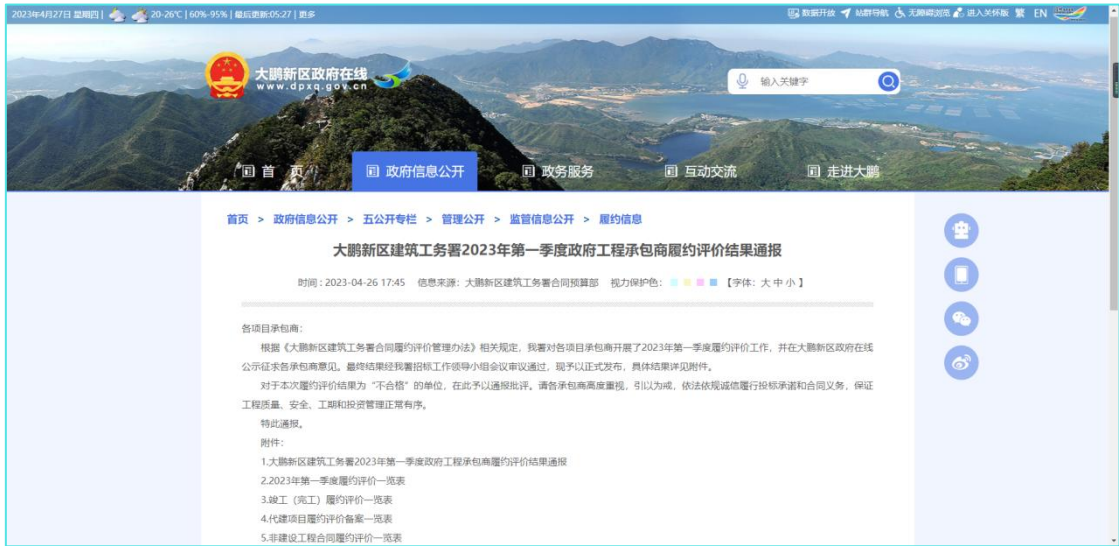 2023年4月27日 星期四 | 20-26℃ | 60%-95% | 最后更新:05:27 | 更多
数据开放 站群导航 无障碍浏览 进入关怀版 繁 EN
大鹏新区政府在线
www.dpxq.gov.cn
输入关键字
首 页 政府信息公开 政务服务 互动交流 走进大鹏
首页 > 政府信息公开 > 五公开专栏 > 管理公开 > 监管信息公开 > 履约信息
大鹏新区建筑工务署2023年第一季度政府工程承包商履约评价结果通报
时间 : 2023-04-26 17:45 信息来源: 大鹏新区建筑工务署合同预算部 视力保护色: 【字体: 大 中 小 】
各项目承包商:
根据《大鹏新区建筑工务署合同履约评价管理办法》相关规定，我署对各项目承包商开展了2023年第一季度履约评价工作，并在大鹏新区政府在线
公示征求各承包商意见。最终结果经我署招标工作领导小组会议审议通过，现予以正式发布，具体结果详见附件。
对于本次履约评价结果为“不合格”的单位，在此予以通报批评。请各承包商高度重视，引以为戒，依法依规诚信履行投标承诺和合同义务，保证
工程质量、安全、工期和投资管理正常有序。
特此通报。
附件:
1.大鹏新区建筑工务署2023年第一季度政府工程承包商履约评价结果通报
2.2023年第一季度履约评价一览表
3.竣工（完工）履约评价一览表
4.代建项目履约评价备案一览表
5.非建设工程合同履约评价一览表